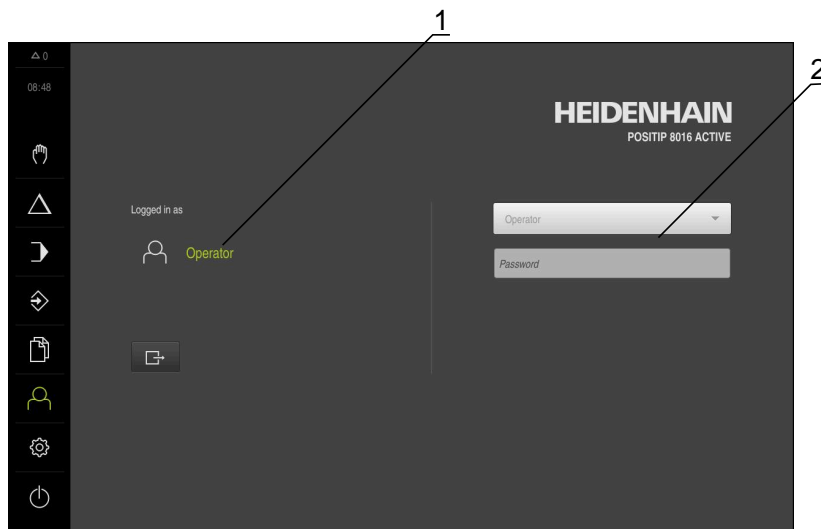 1
2
△ 0
08:48
HEIDENHAIN
POSITIP 8016 ACTIVE
Logged in as
Operator
Operator
Password